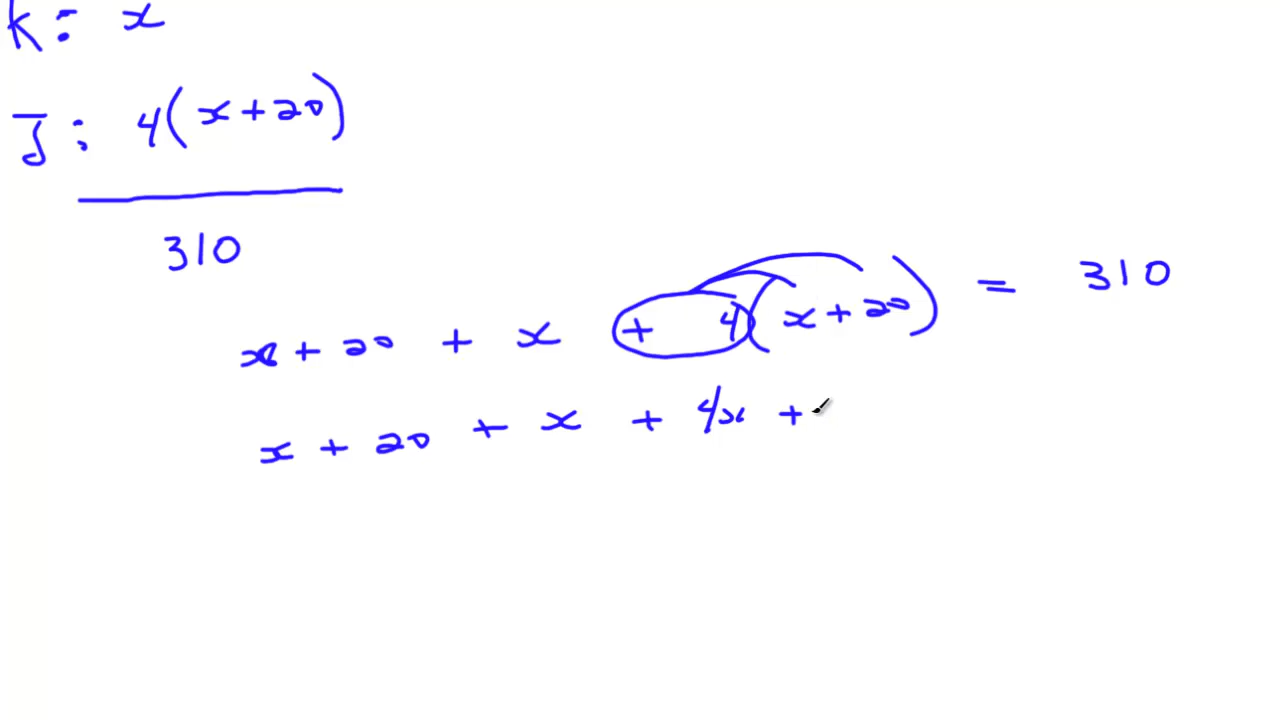 K : x
J : 4(x+20)
310
x + 20 + x + 4(x+20) = 310
x + 20 + x + 4x +